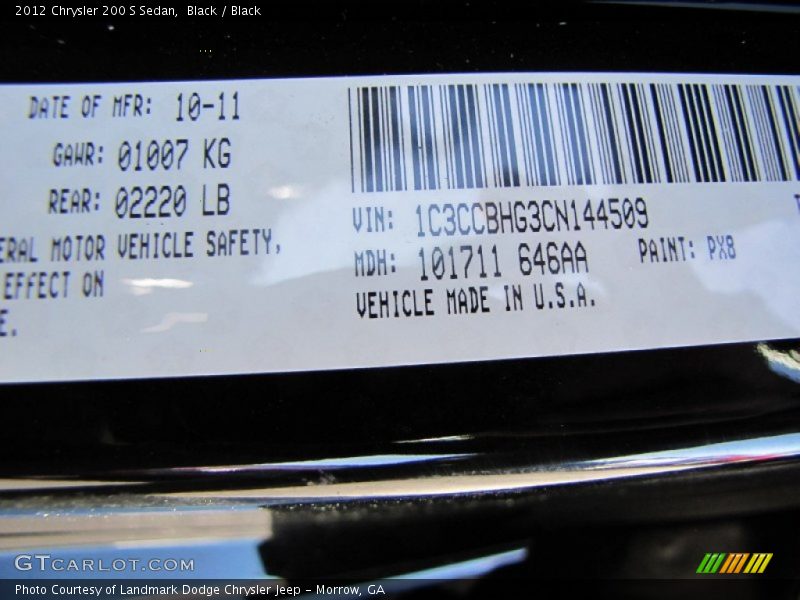 2012 Chrysler 200 S Sedan, Black / Black
DATE OF MFR: 10-11
GAWR: 01007 KG
REAR: 02220 LB
ERAL MOTOR VEHICLE SAFETY,
EFFECT ON
E.
VIN: 1C3CCBHG3CN144509
MDH: 101711 646AA PAINT: PX8
VEHICLE MADE IN U.S.A.
GTCARLOT.COM
Photo Courtesy of Landmark Dodge Chrysler Jeep - Morrow, GA